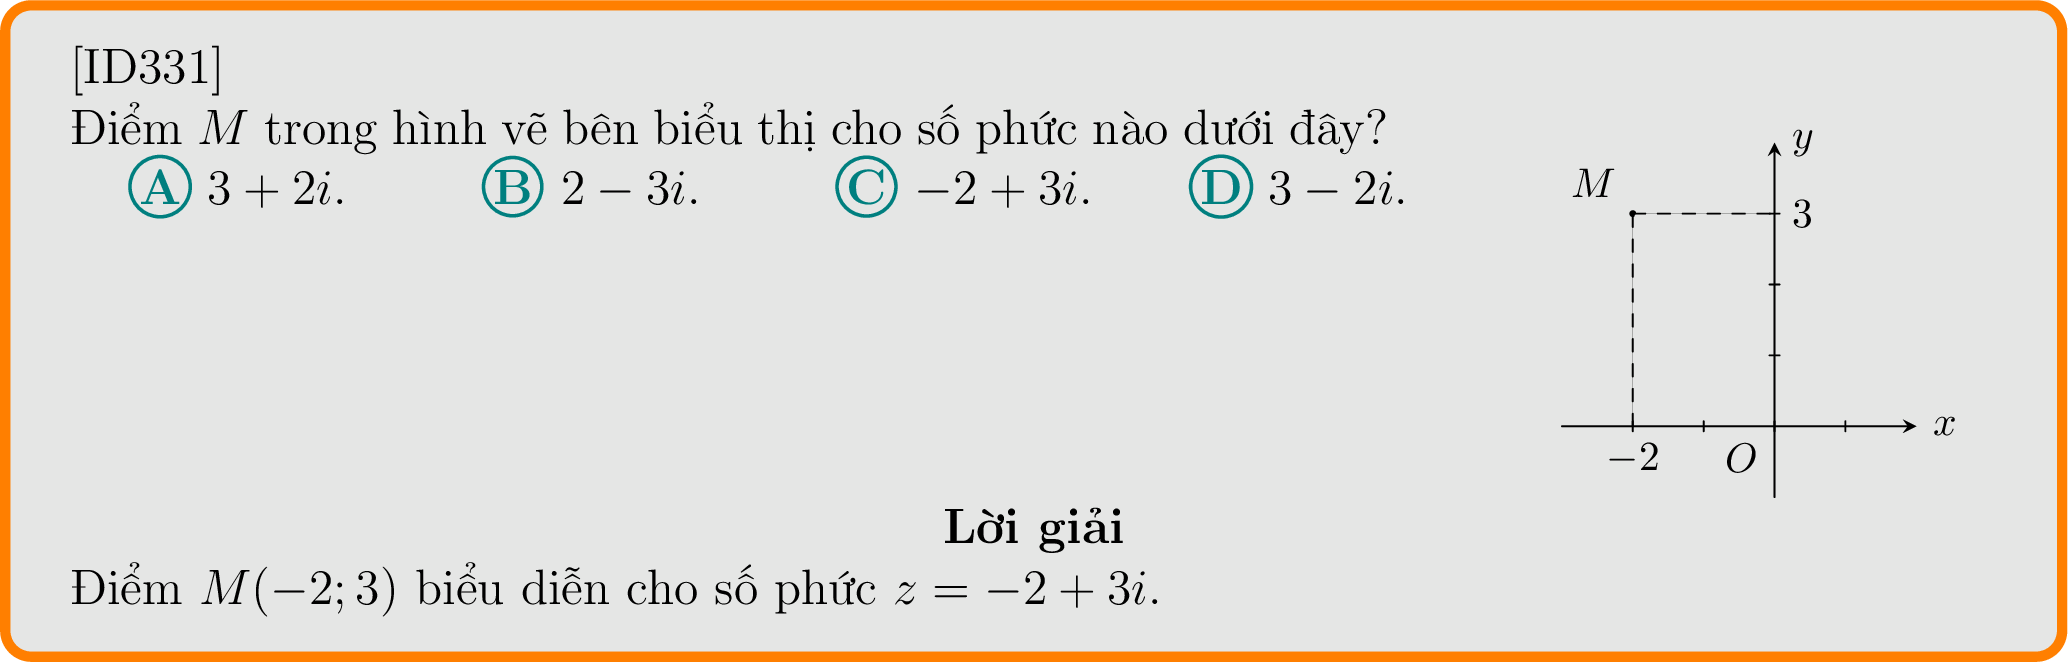 [ID331]
Điểm M trong hình vẽ bên biểu thị cho số phức nào dưới đây?
A 3 + 2i. B 2 − 3i. C −2 + 3i. D 3 − 2i.
y
M
3
x
−2 O
Lời giải
Điểm M(−2; 3) biểu diễn cho số phức z = −2 + 3i.